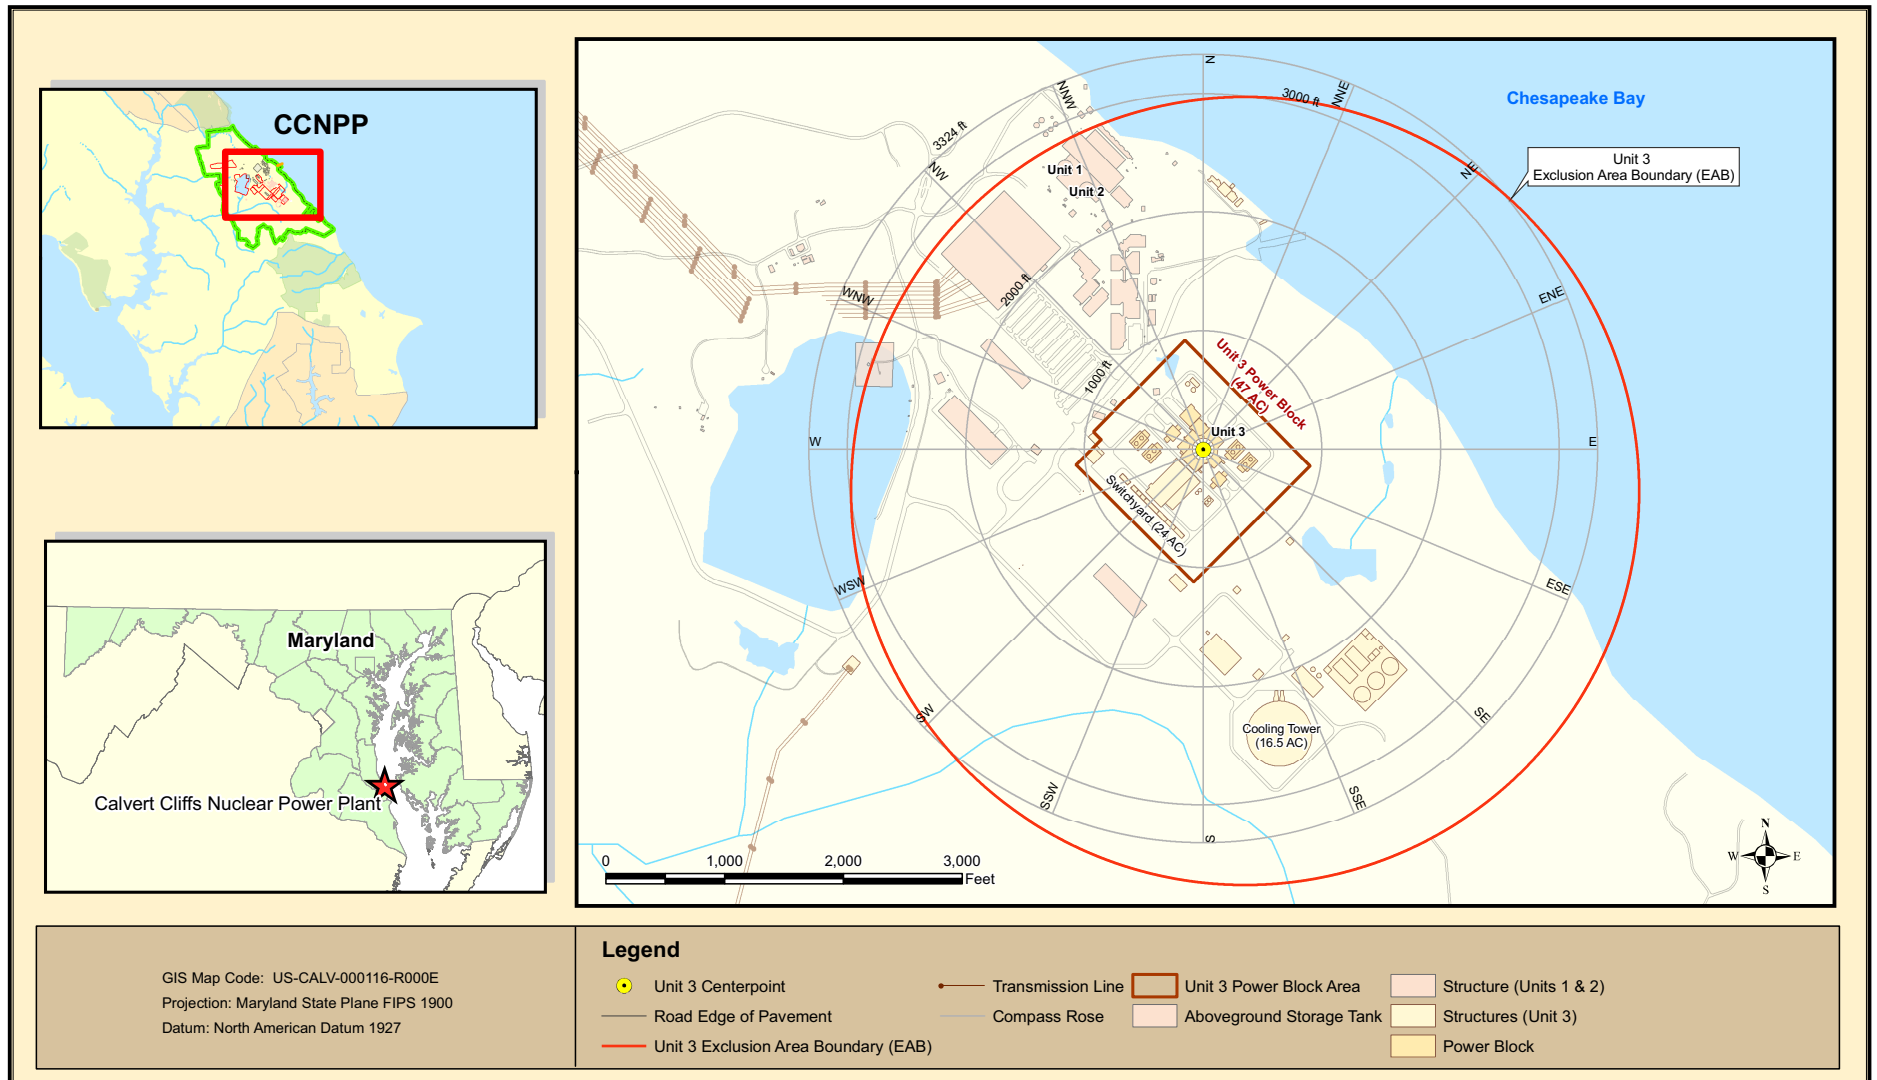 CCNPP
Maryland
Calvert Cliffs Nuclear Power Plant
N
NNE
NE
ENE
E
ESE
SE
SSE
S
SSW
SW
WSW
W
WNW
NW
NNW
3324 ft
3000 ft
2000 ft
1000 ft
Chesapeake Bay
Unit 3
Exclusion Area Boundary (EAB)
Unit 1
Unit 2
Unit 3 Power Block
(47 AC)
Unit 3
Switchyard (24 AC)
Cooling Tower
(16.5 AC)
0 1,000 2,000 3,000
Feet
N
W E
S
GIS Map Code: US-CALV-000116-R000E
Projection: Maryland State Plane FIPS 1900
Datum: North American Datum 1927
Legend
Unit 3 Centerpoint
Road Edge of Pavement
Unit 3 Exclusion Area Boundary (EAB)
Transmission Line
Compass Rose
Unit 3 Power Block Area
Aboveground Storage Tank
Structure (Units 1 & 2)
Structures (Unit 3)
Power Block